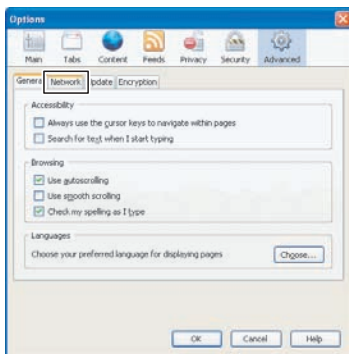 Options
Main Tabs Content Feeds Privacy Security Advanced
General Network Update Encryption
Accessibility
Always use the cursor keys to navigate within pages
Search for text when I start typing
Browsing
Use autoscrolling
Use smooth scrolling
Check my spelling as I type
Languages
Choose your preferred language for displaying pages
Choose...
OK Cancel Help